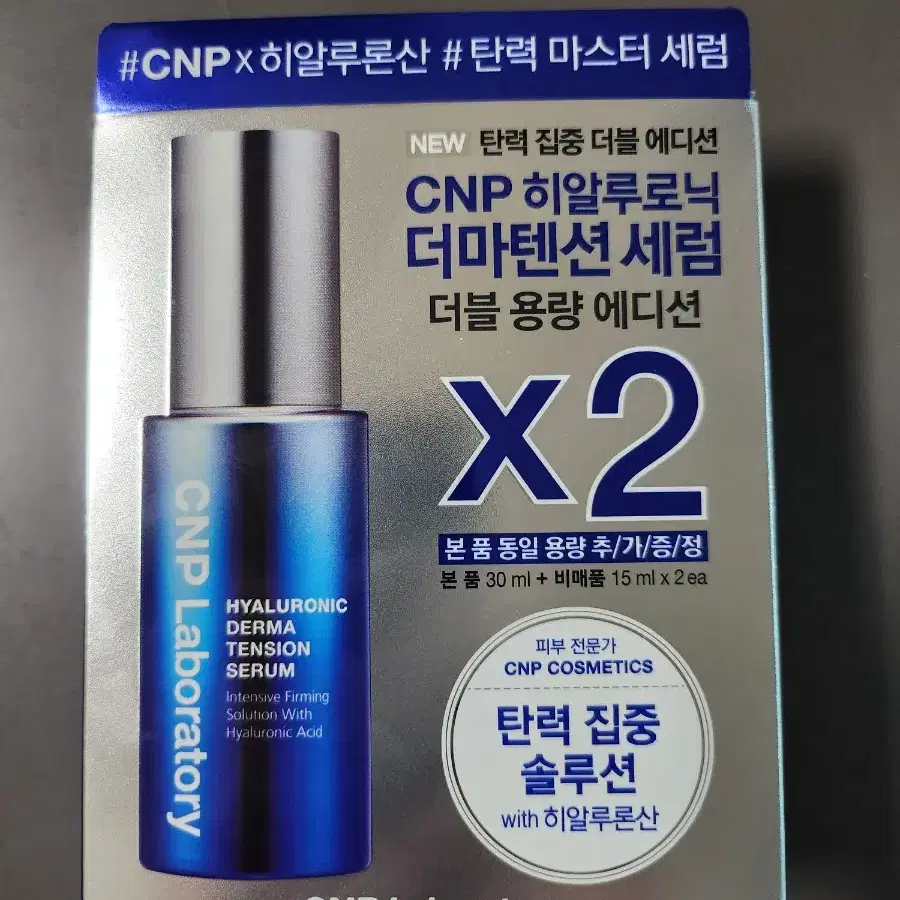 #CNP x 히알루론산 # 탄력 마스터 세럼
NEW 탄력 집중 더블 에디션
CNP 히알루로닉
더마텐션 세럼
더블 용량 에디션
x2
본 품 동일 용량 추/가/증/정
본 품 30 ml + 비매품 15 ml x 2 ea
CNP Laboratory
HYALURONIC
DERMA
TENSION
SERUM
Intensive Firming
Solution With
Hyaluronic Acid
피부 전문가
CNP COSMETICS
탄력 집중
솔루션
with 히알루론산